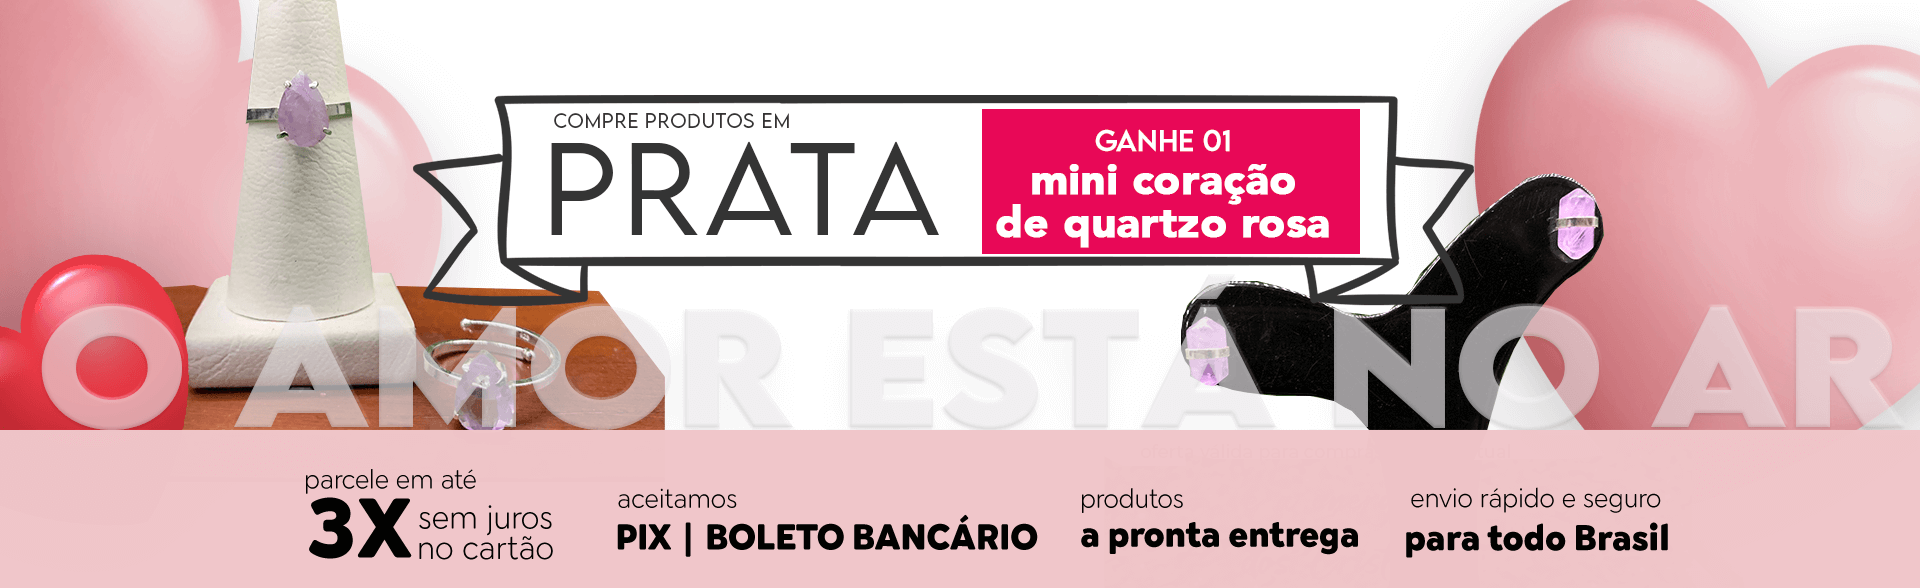 COMPRE PRODUTOS EM
PRATA
GANHE 01
mini coração
de quartzo rosa
O AMOR ESTÁ NO AR
parcele em até
3X sem juros
no cartão
aceitamos
PIX | BOLETO BANCÁRIO
produtos
a pronta entrega
envio rápido e seguro
para todo Brasil